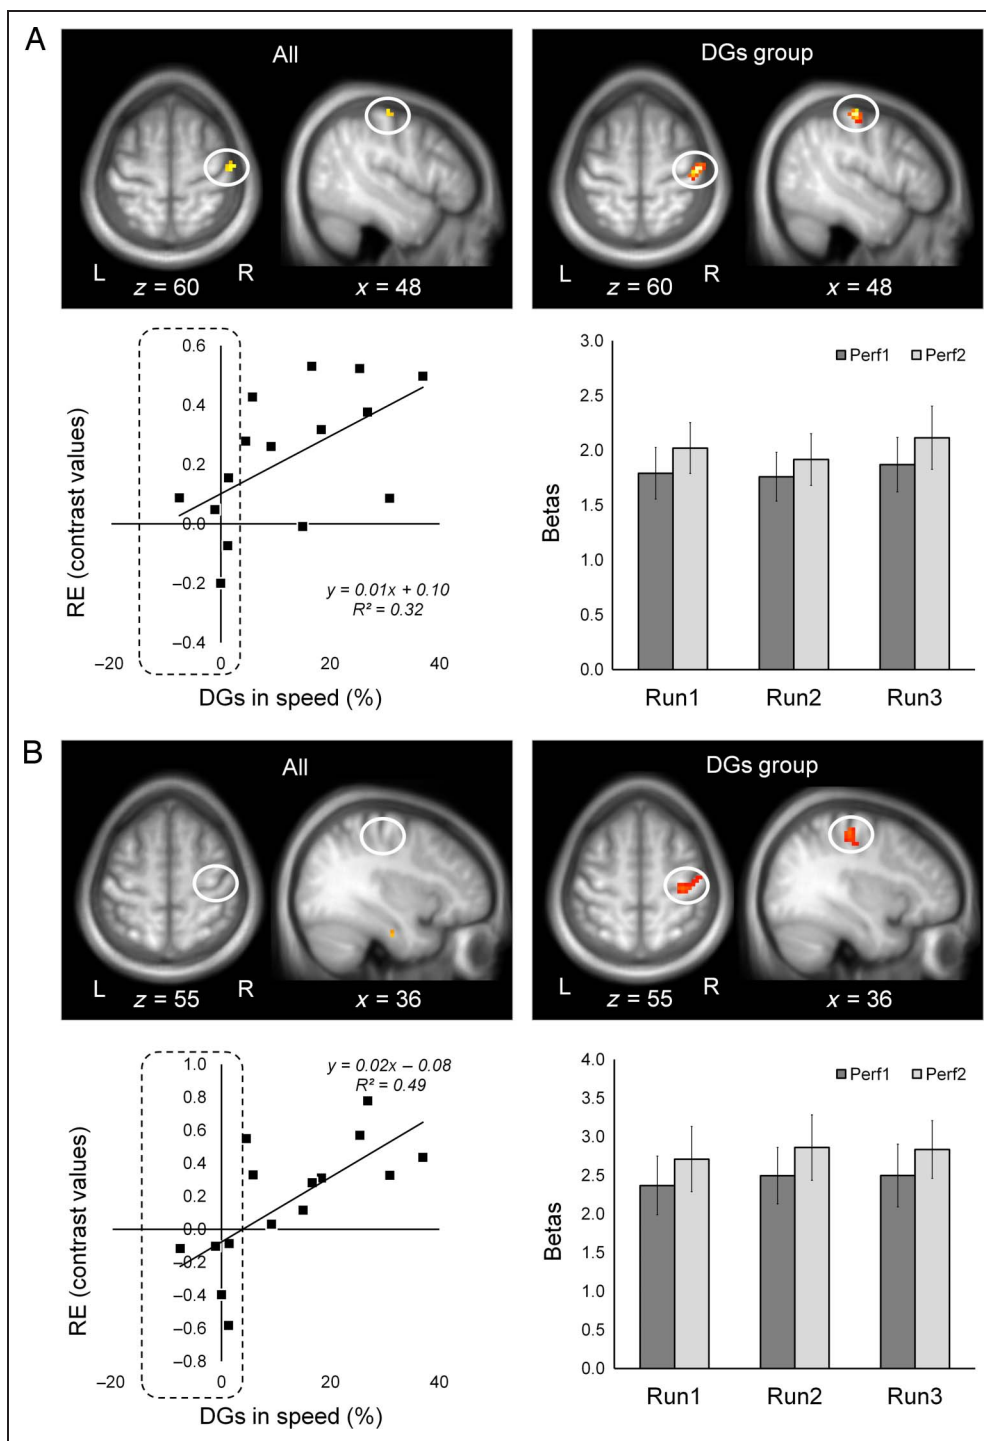 A
All
L
R
z = 60
x = 48
DGs group
L
R
z = 60
x = 48
RE (contrast values)
0.6
0.4
0.2
0.0
–0.2
–0.4
y = 0.01x + 0.10
R² = 0.32
–20
0
20
40
DGs in speed (%)
Betas
3.0
2.5
2.0
1.5
1.0
0.5
0.0
Perf1
Perf2
Run1
Run2
Run3
B
All
L
R
z = 55
x = 36
DGs group
L
R
z = 55
x = 36
RE (contrast values)
1.0
0.8
0.6
0.4
0.2
0.0
–0.2
–0.4
–0.6
–0.8
y = 0.02x – 0.08
R² = 0.49
–20
0
20
40
DGs in speed (%)
Betas
4.0
3.5
3.0
2.5
2.0
1.5
1.0
0.5
0.0
Perf1
Perf2
Run1
Run2
Run3